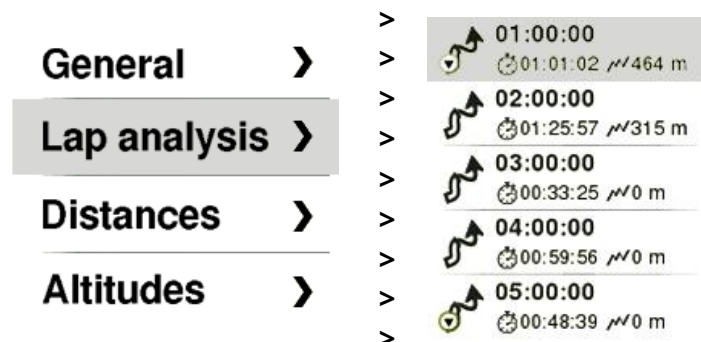 General
Lap analysis
Distances
Altitudes
>
>
>
>
>
>
>
>
>
01:00:00
01:01:02 464 m
02:00:00
01:25:57 315 m
03:00:00
00:33:25 0 m
04:00:00
00:59:56 0 m
05:00:00
00:48:39 0 m